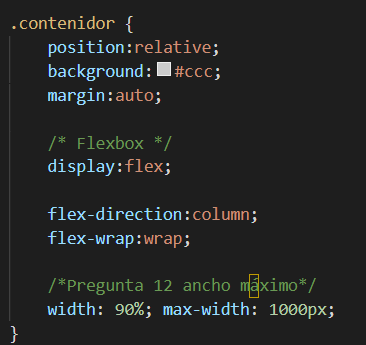 .contenidor {
position:relative;
background:#ccc;
margin:auto;
/* Flexbox */
display:flex;
flex-direction:column;
flex-wrap:wrap;
/*Pregunta 12 ancho máximo*/
width: 90%; max-width: 1000px;
}